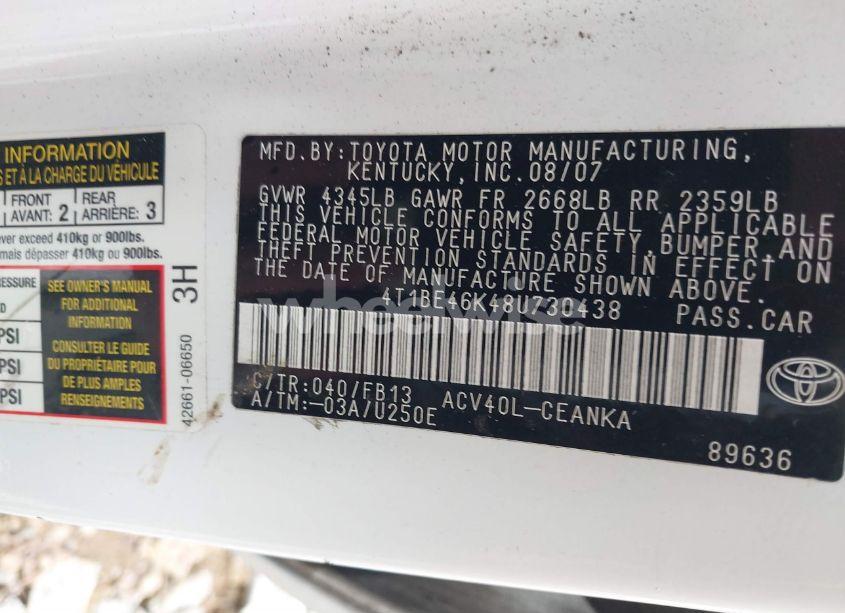 INFORMATION
S ET À LA CHARGE DU VÉHICULE
FRONT
AVANT: 2
REAR
ARRIÈRE: 3
ever exceed 410kg or 900lbs.
mais dépasser 410kg ou 900lbs.
PRESSURE
PSI
PSI
PSI
SEE OWNER'S MANUAL
FOR ADDITIONAL
INFORMATION
CONSULTER LE GUIDE
DU PROPRIÉTAIRE POUR
DE PLUS AMPLES
RENSEIGNEMENTS
3H
42661-06650
MFD.BY:TOYOTA MOTOR MANUFACTURING,
KENTUCKY,INC.08/07
GVWR 4345LB GAWR FR 2668LB RR 2359LB
THIS VEHICLE CONFORMS TO ALL APPLICABLE
FEDERAL MOTOR VEHICLE SAFETY,BUMPER,AND
THEFT PREVENTION STANDARDS IN EFFECT ON
THE DATE OF MANUFACTURE SHOWN ABOVE.
4T1BE46K48U730438 PASS.CAR
C/TR:040/FB13 ACV40L-CEANKA
A/TM:-03A/U250E
89636
wheelwise